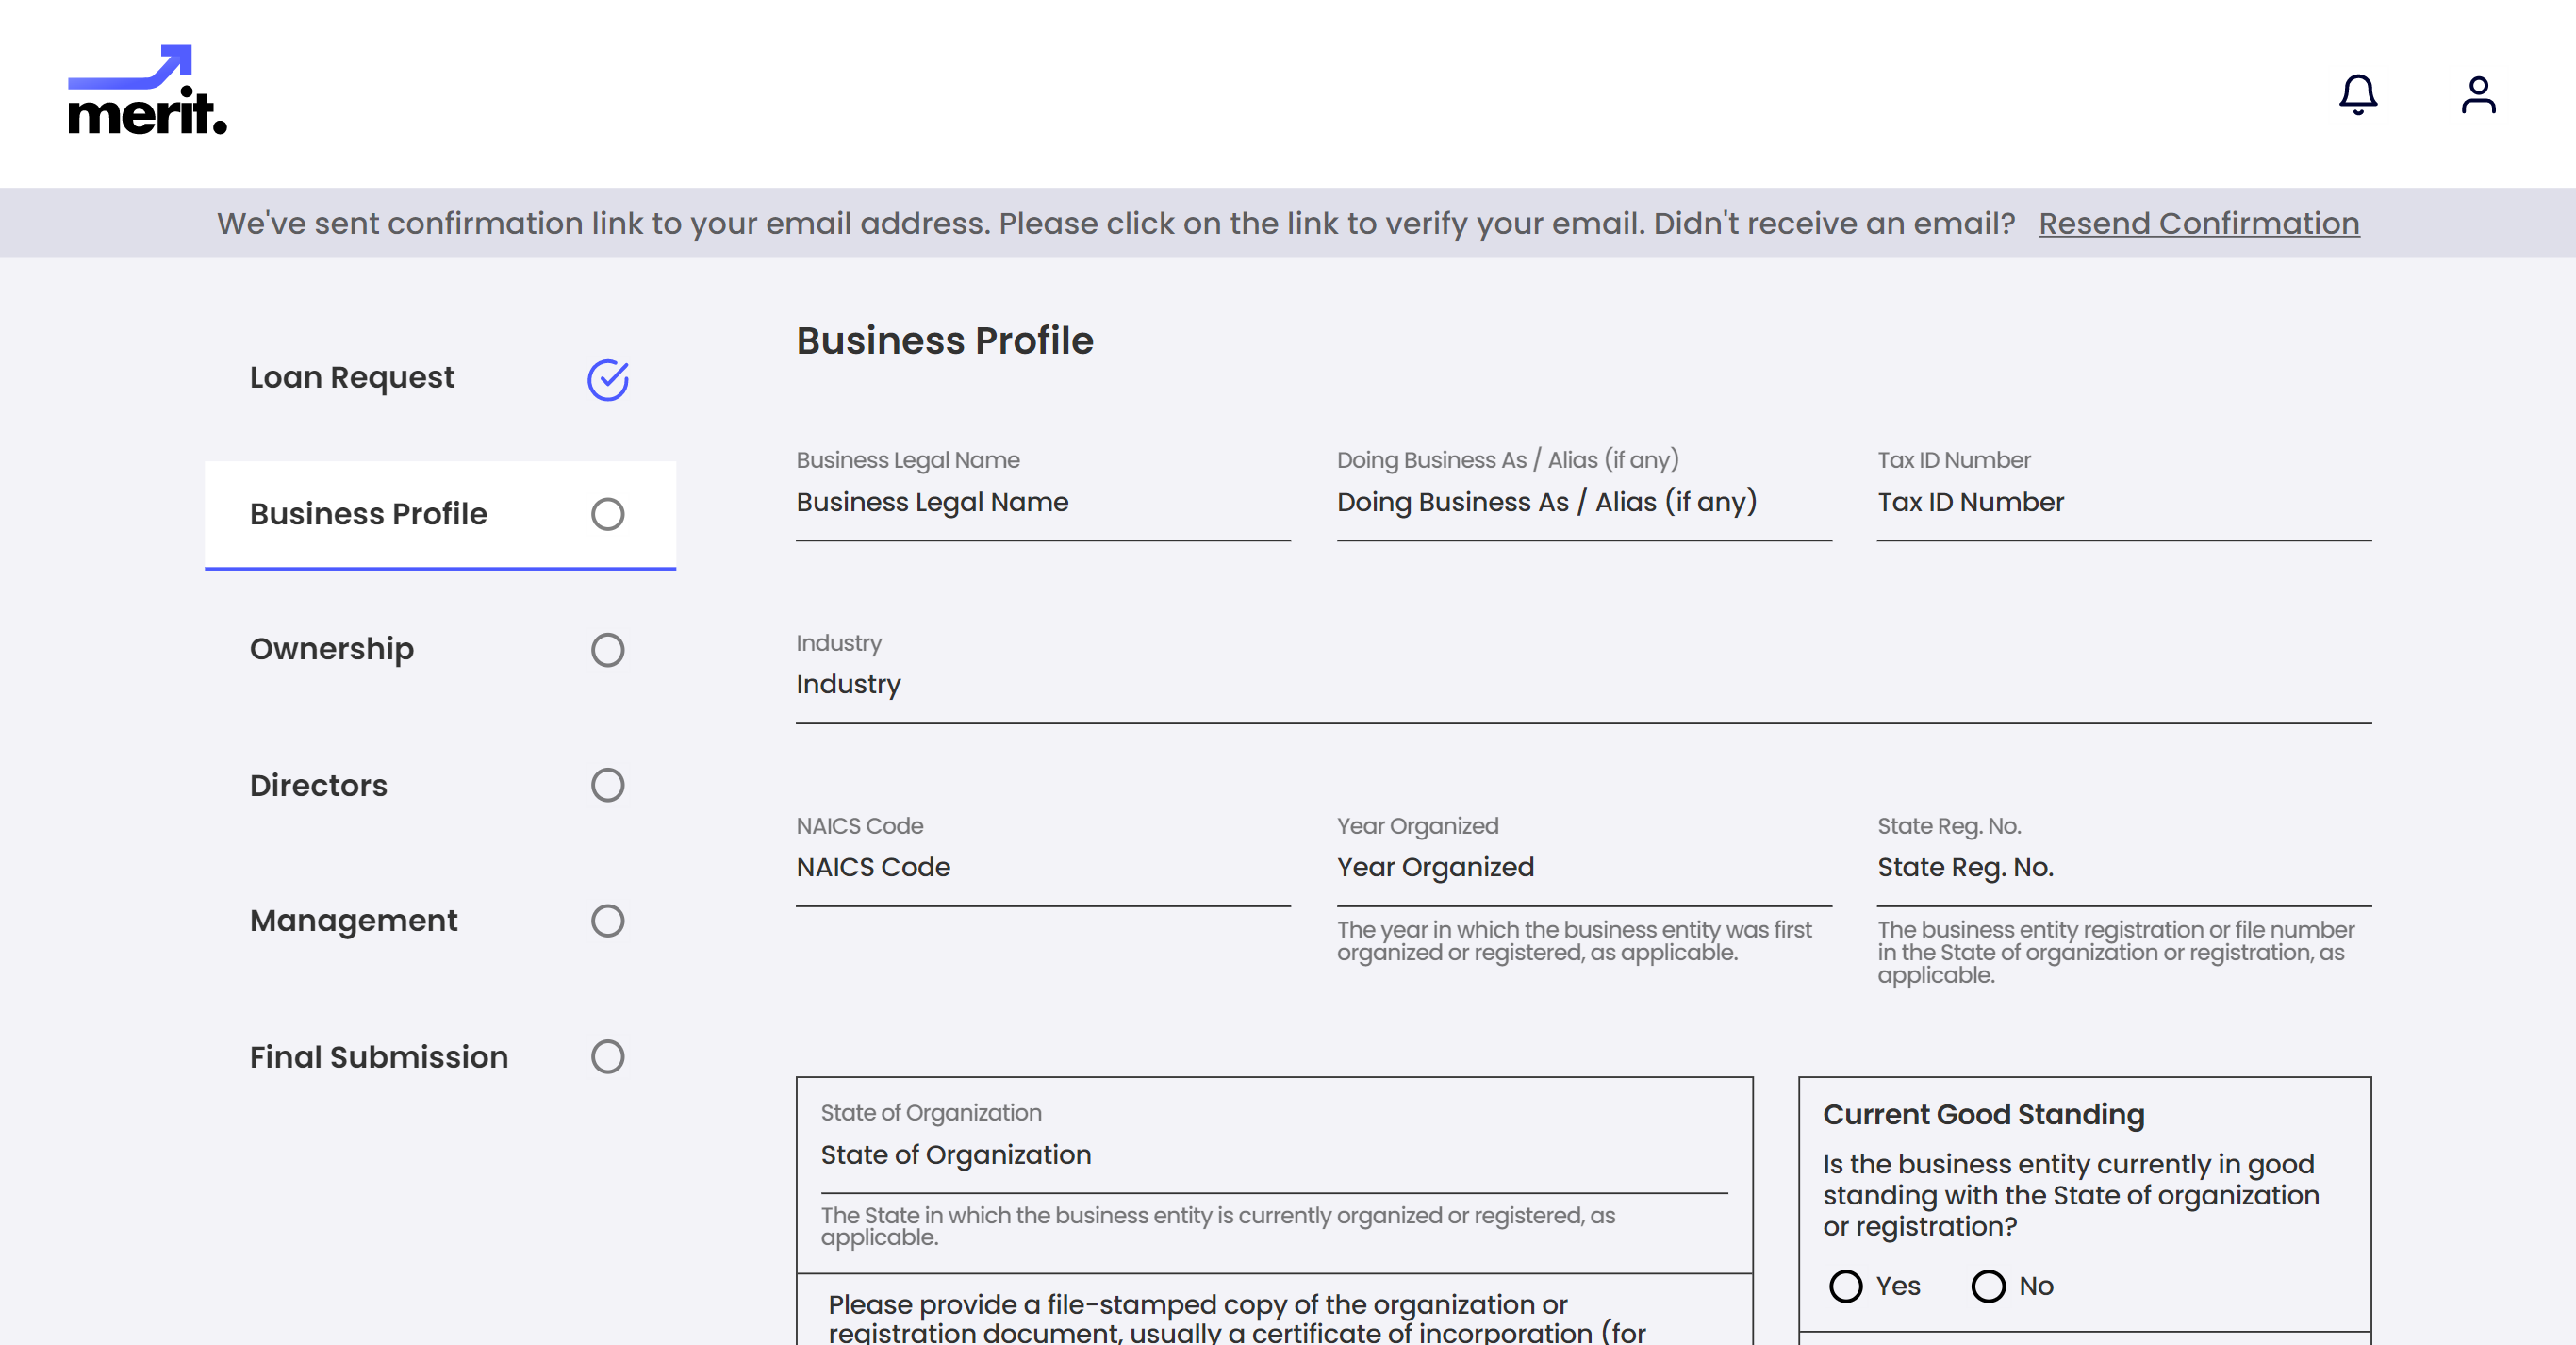 merit.
We've sent confirmation link to your email address. Please click on the link to verify your email. Didn't receive an email? Resend Confirmation
Loan Request
Business Profile
Ownership
Directors
Management
Final Submission
Business Profile
Business Legal Name
Business Legal Name
Doing Business As / Alias (if any)
Doing Business As / Alias (if any)
Tax ID Number
Tax ID Number
Industry
Industry
NAICS Code
NAICS Code
Year Organized
Year Organized
The year in which the business entity was first
organized or registered, as applicable.
State Reg. No.
State Reg. No.
The business entity registration or file number
in the State of organization or registration, as
applicable.
State of Organization
State of Organization
The State in which the business entity is currently organized or registered, as
applicable.
Please provide a file-stamped copy of the organization or
registration document, usually a certificate of incorporation (for
Current Good Standing
Is the business entity currently in good
standing with the State of organization
or registration?
Yes No